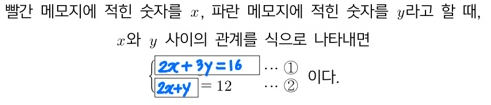 빨간 메모지에 적힌 숫자를 x, 파란 메모지에 적힌 숫자를 y라고 할 때,
x와 y 사이의 관계를 식으로 나타내면
2x+3y=16 ⋯ ①
2x+y = 12 ⋯ ② 이다.